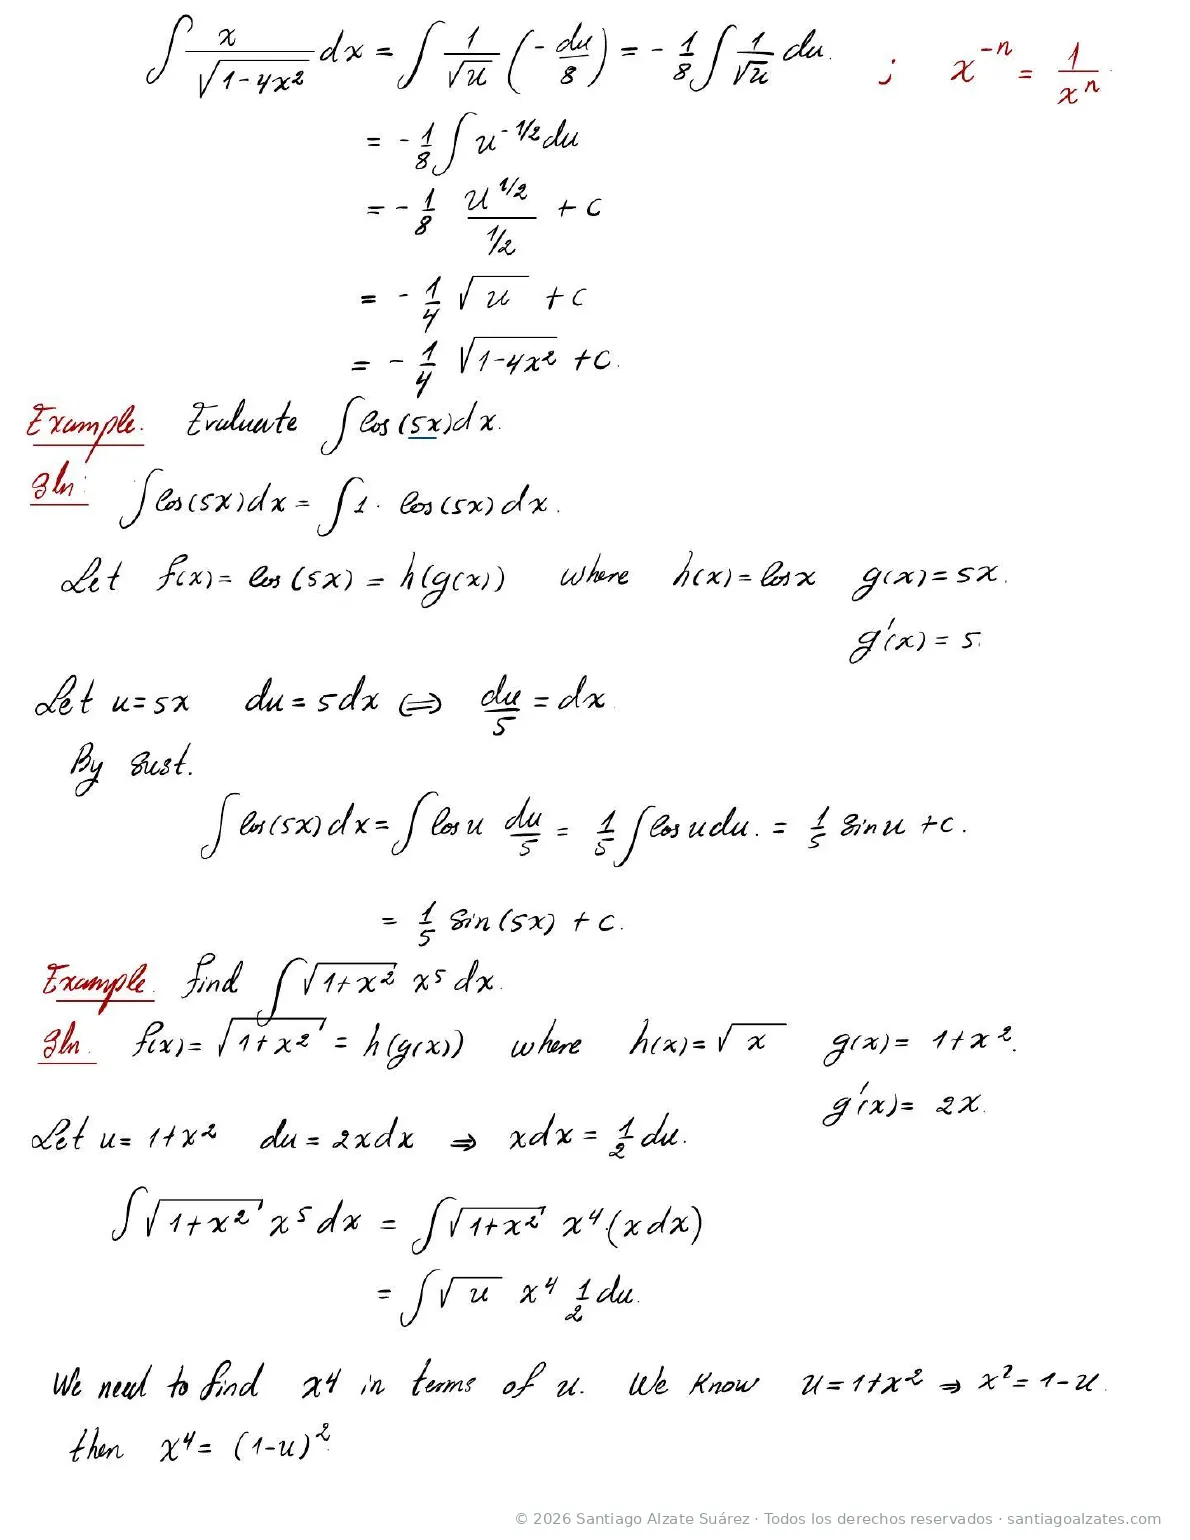 ∫ x/√(1-4x²) dx = ∫ 1/√u (- du/8) = - 1/8 ∫ 1/√u du. ; x⁻ⁿ = 1/xⁿ
= - 1/8 ∫ u^(-1/2) du
= - 1/8 u^(1/2)/(1/2) + c
= - 1/4 √u + c
= - 1/4 √(1-4x²) + c.
Example. Evaluate ∫ cos(5x)dx.
Sln: ∫ cos(5x)dx = ∫ 1 · cos(5x) dx.
Let f(x) = cos(5x) = h(g(x)) where h(x) = cos x g(x) = 5x.
g'(x) = 5.
Let u = 5x du = 5dx ⟺ du/5 = dx
By sust.
∫ cos(5x) dx = ∫ cos u du/5 = 1/5 ∫ cos u du. = 1/5 sin u + c.
= 1/5 sin(5x) + c.
Example. find ∫ √(1+x²) x⁵ dx.
Sln. f(x) = √(1+x²) = h(g(x)) where h(x) = √x g(x) = 1+x².
g'(x) = 2x.
Let u = 1+x² du = 2xdx ⇒ xdx = 1/2 du.
∫ √(1+x²) x⁵ dx = ∫ √(1+x²) x⁴ (xdx)
= ∫ √u x⁴ 1/2 du.
We need to find x⁴ in terms of u. We know u = 1+x² ⇒ x² = 1-u.
then x⁴ = (1-u)²
© 2026 Santiago Alzate Suárez · Todos los derechos reservados · santiagoalzates.com